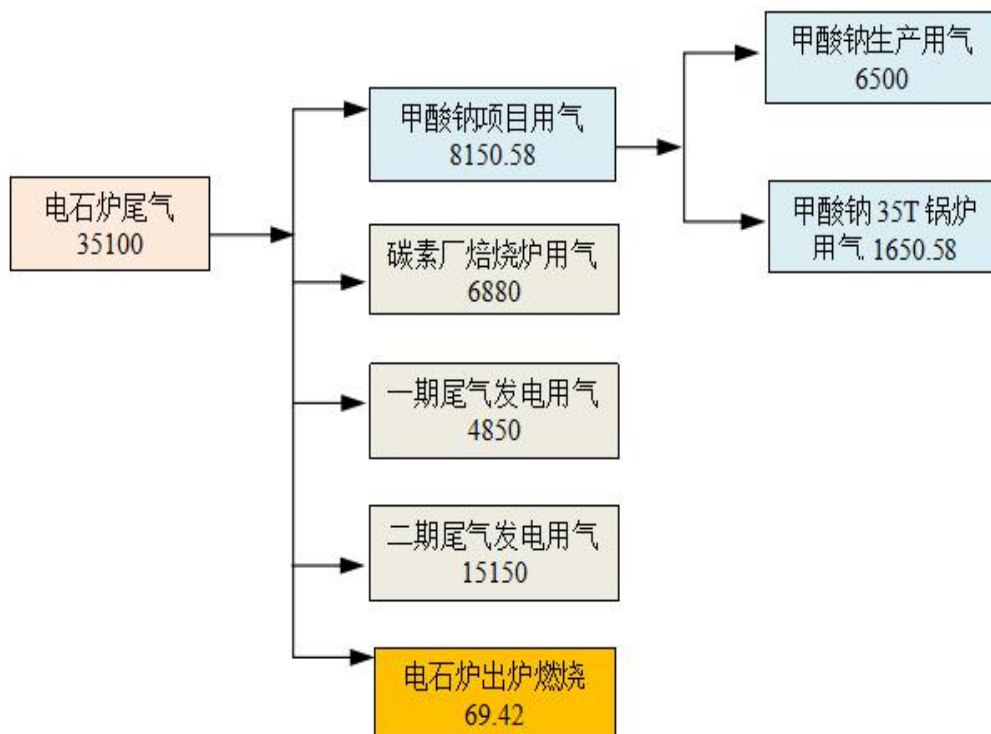 电石炉尾气
35100
甲酸钠项目用气
8150.58
甲酸钠生产用气
6500
甲酸钠 35T 锅炉
用气 1650.58
碳素厂焙烧炉用气
6880
一期尾气发电用气
4850
二期尾气发电用气
15150
电石炉出炉燃烧
69.42